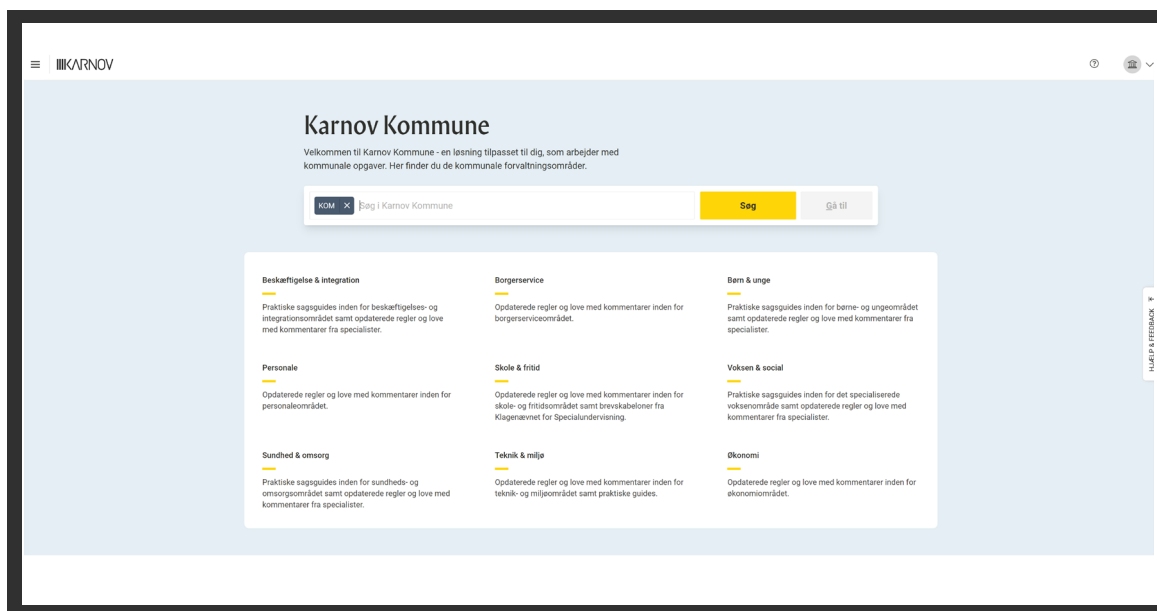 KARNOV
Karnov Kommune
Velkommen til Karnov Kommune - en løsning tilpasset til dig, som arbejder med
kommunale opgaver. Her finder du de kommunale forvaltningsområder.
KOM
Søg i Karnov Kommune
Søg
Gå til
Beskæftigelse & integration
Praktiske sagsguides inden for beskæftigelses- og
integrationsområdet samt opdaterede regler og love
med kommentarer fra specialister.
Borgerservice
Opdaterede regler og love med kommentarer inden for
borgerserviceområdet.
Børn & unge
Praktiske sagsguides inden for børne- og ungeområdet
samt opdaterede regler og love med kommentarer fra
specialister.
Personale
Opdaterede regler og love med kommentarer inden for
personaleområdet.
Skole & fritid
Opdaterede regler og love med kommentarer inden for
skole- og fritidsområdet samt brevskabeloner fra
Klagenævnet for Specialundervisning.
Voksen & social
Praktiske sagsguides inden for det specialiserede
voksenområde samt opdaterede regler og love med
kommentarer fra specialister.
Sundhed & omsorg
Praktiske sagsguides inden for sundheds- og
omsorgsområdet samt opdaterede regler og love med
kommentarer fra specialister.
Teknik & miljø
Opdaterede regler og love med kommentarer inden for
teknik- og miljøområdet samt praktiske guides.
Økonomi
Opdaterede regler og love med kommentarer inden for
økonomiområdet.
HJÆLP & FEEDBACK